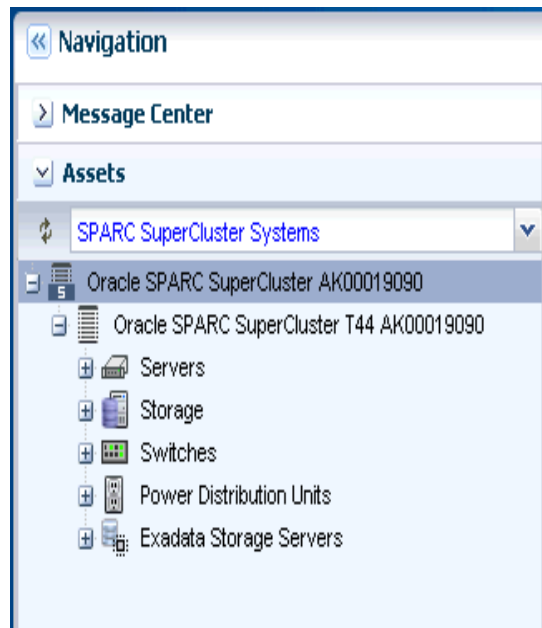 Navigation
Message Center
Assets
SPARC SuperCluster Systems
Oracle SPARC SuperCluster AK00019090
Oracle SPARC SuperCluster T44 AK00019090
Servers
Storage
Switches
Power Distribution Units
Exadata Storage Servers